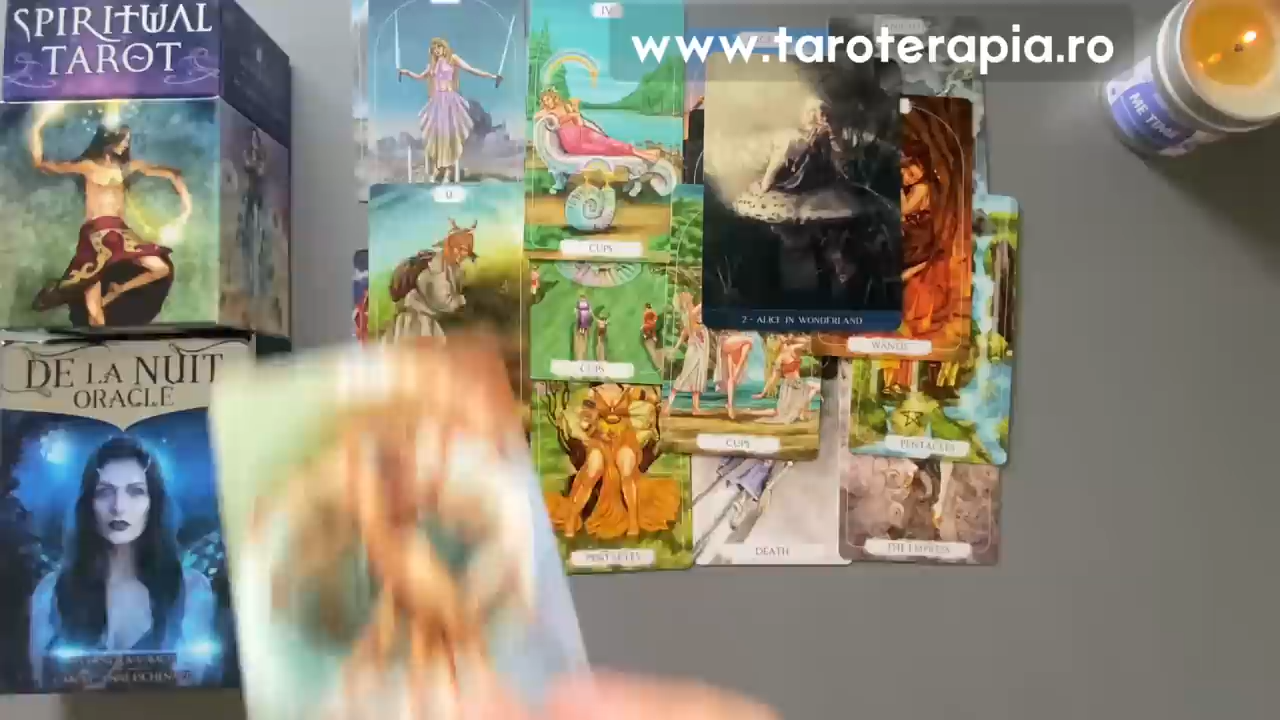 SPIRITUAL
TAROT
DE LA NUIT
ORACLE
www.taroterapia.ro
IV
CUPS
II
CUPS
CUPS
2 - ALICE IN WONDERLAND
WANDS
PENTACLES
DEATH
THE EMPRESS
ME TIME